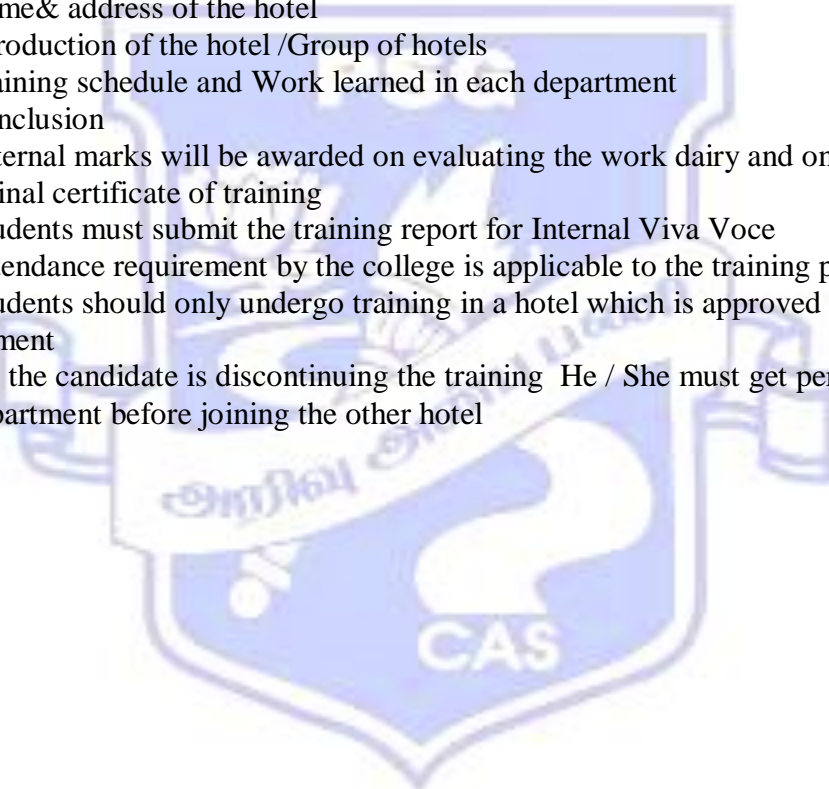 me& address of the hotel
roduction of the hotel /Group of hotels
ining schedule and Work learned in each department
nclusion
ternal marks will be awarded on evaluating the work dairy and on
inal certificate of training
udents must submit the training report for Internal Viva Voce
endance requirement by the college is applicable to the training p
udents should only undergo training in a hotel which is approved
ment
the candidate is discontinuing the training He / She must get per
partment before joining the other hotel
PSG
CAS